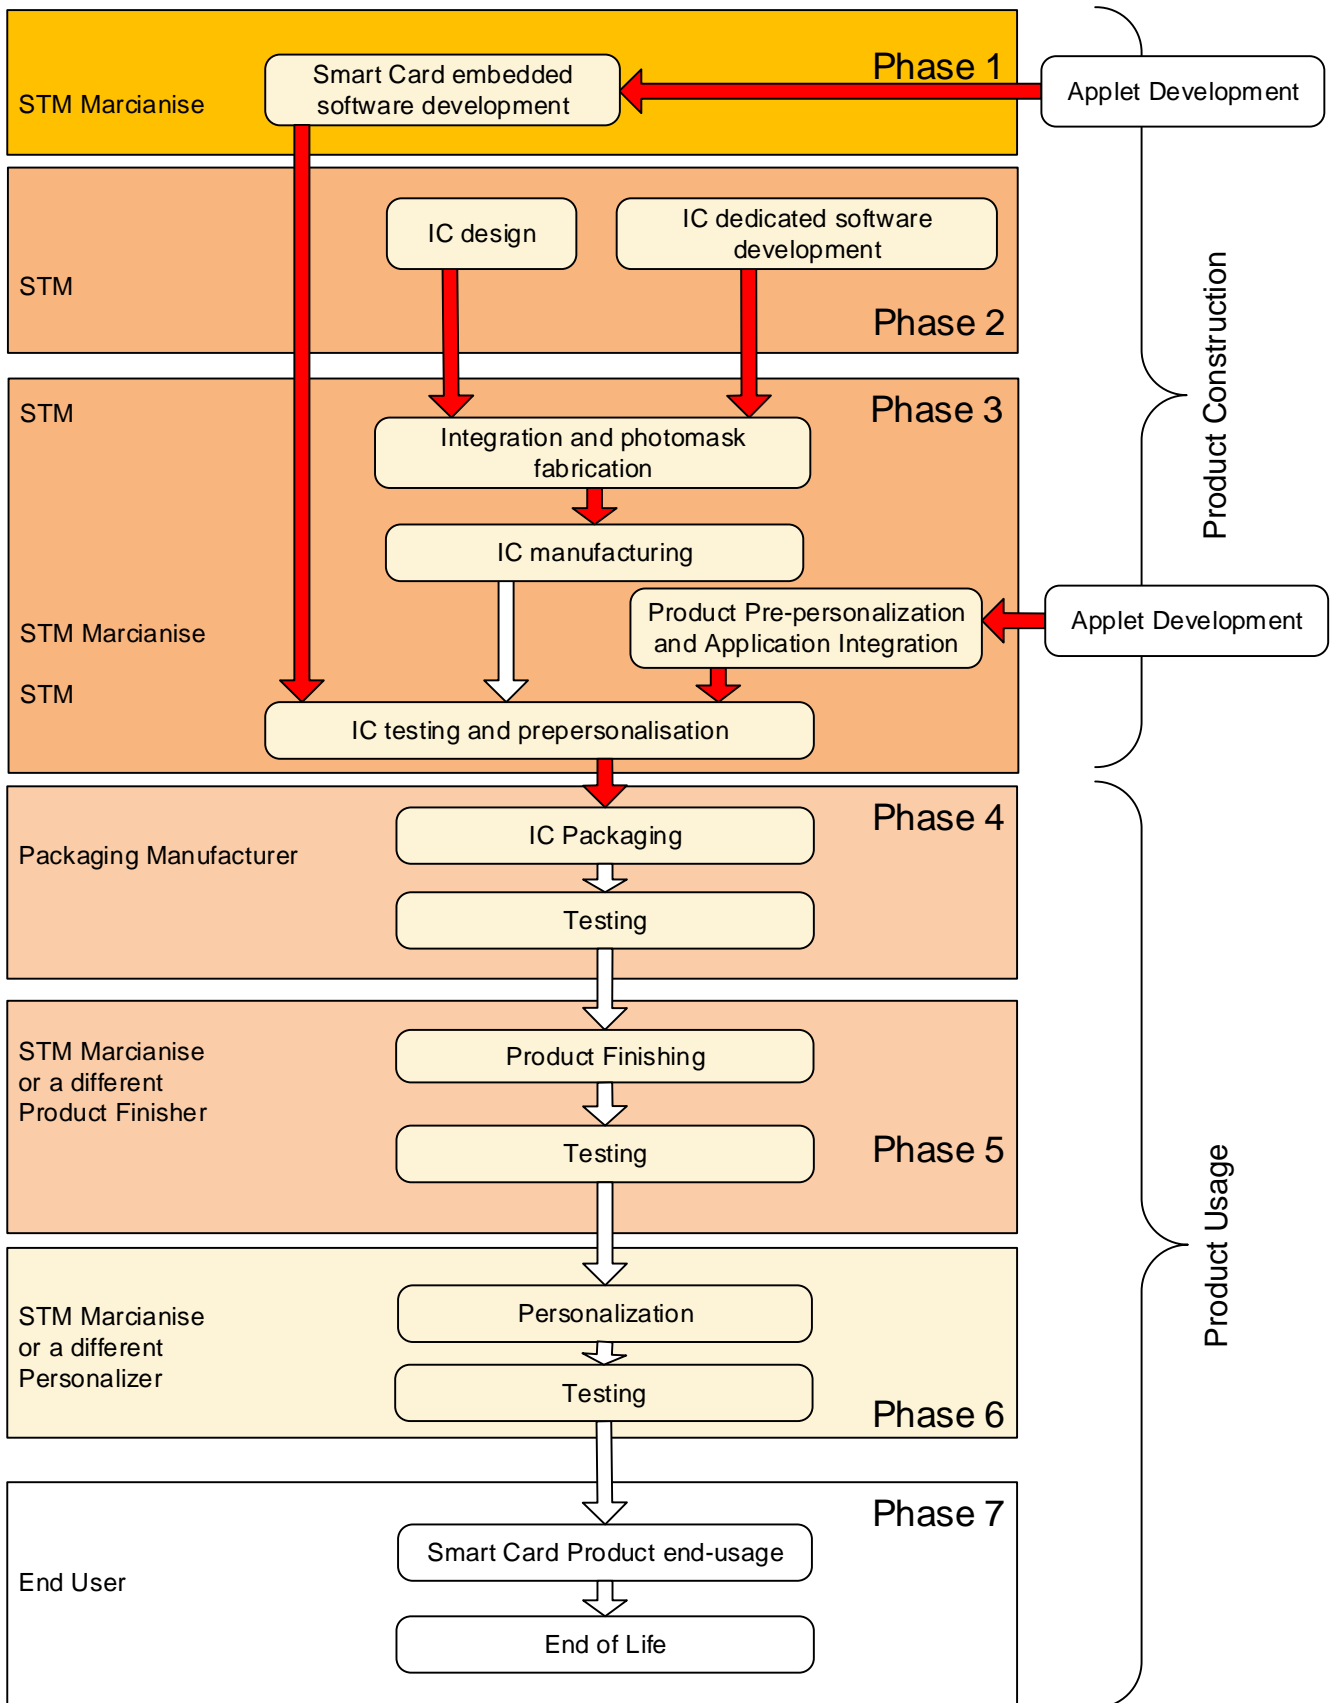 Phase 1
Smart Card embedded
software development
STM Marcianise
Applet Development
IC design
IC dedicated software
development
STM
Phase 2
Product Construction
STM
Phase 3
Integration and photomask
fabrication
IC manufacturing
STM Marcianise
Product Pre-personalization
and Application Integration
Applet Development
STM
IC testing and prepersonalisation
Phase 4
IC Packaging
Packaging Manufacturer
Testing
STM Marcianise
or a different
Product Finisher
Product Finishing
Testing
Phase 5
Product Usage
STM Marcianise
or a different
Personalizer
Personalization
Testing
Phase 6
Phase 7
Smart Card Product end-usage
End User
End of Life